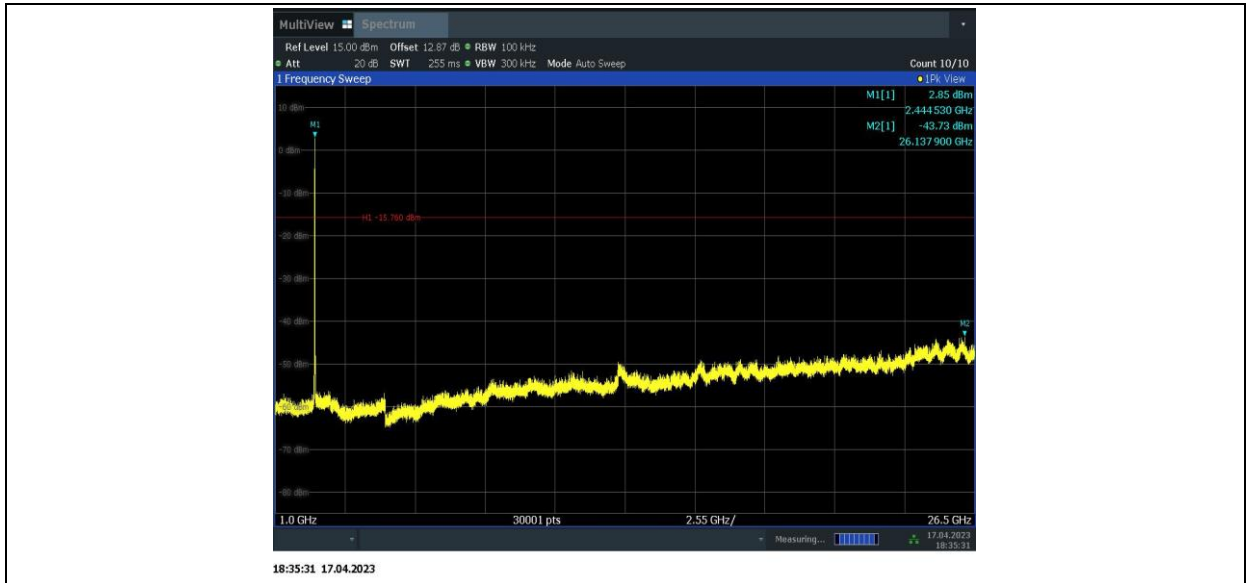 MultiView Spectrum
Ref Level 15.00 dBm Offset 12.87 dB RBW 100 kHz
Att 20 dB SWT 255 ms VBW 300 kHz Mode Auto Sweep Count 10/10
1 Frequency Sweep 1Pk View
M1[1] 2.85 dBm
2.444530 GHz
M2[1] -43.73 dBm
26.137900 GHz
10 dBm
M1
0 dBm
-10 dBm
H1 -15.760 dBm
-20 dBm
-30 dBm
-40 dBm
M2
-50 dBm
-60 dBm
-70 dBm
-80 dBm
1.0 GHz 30001 pts 2.55 GHz/ 26.5 GHz
Measuring... 17.04.2023
18:35:31
18:35:31 17.04.2023